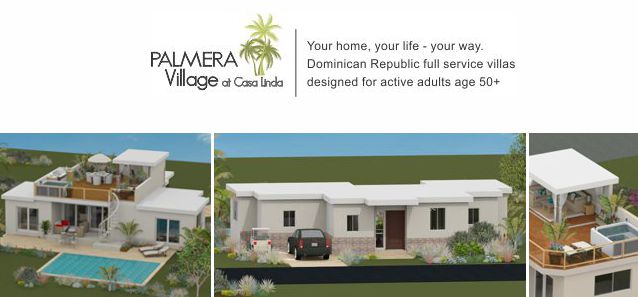 PALMERA
Village at Casa Linda
Your home, your life - your way.
Dominican Republic full service villas
designed for active adults age 50+